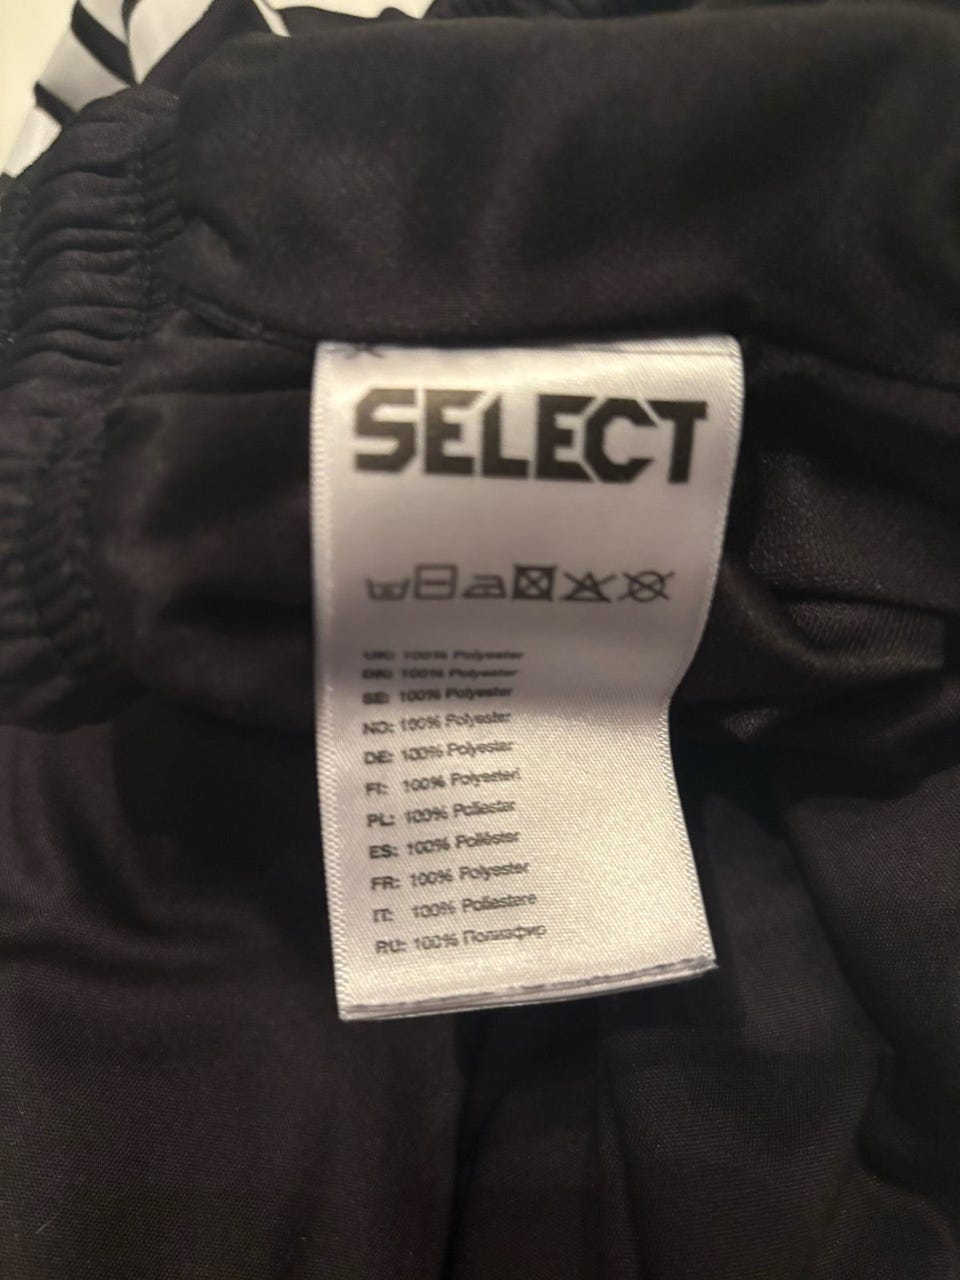 SELECT
UK: 100% Polyester
DK: 100% Polyester
SE: 100% Polyester
NO: 100% Polyester
DE: 100% Polyester
FI: 100% Polyesteri
PL: 100% Poliester
ES: 100% Poliéster
FR: 100% Polyester
IT: 100% Poliestere
RU: 100% Полиэфир